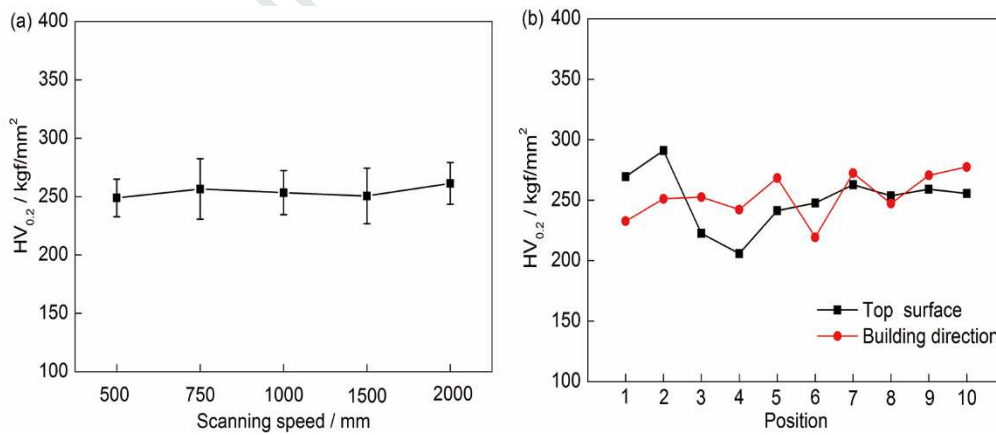 (a)
400
350
300
250
200
150
100
HV0.2 / kgf/mm²
500 750 1000 1500 2000
Scanning speed / mm
(b)
400
350
300
250
200
150
100
HV0.2 / kgf/mm²
Top surface
Building direction
1 2 3 4 5 6 7 8 9 10
Position